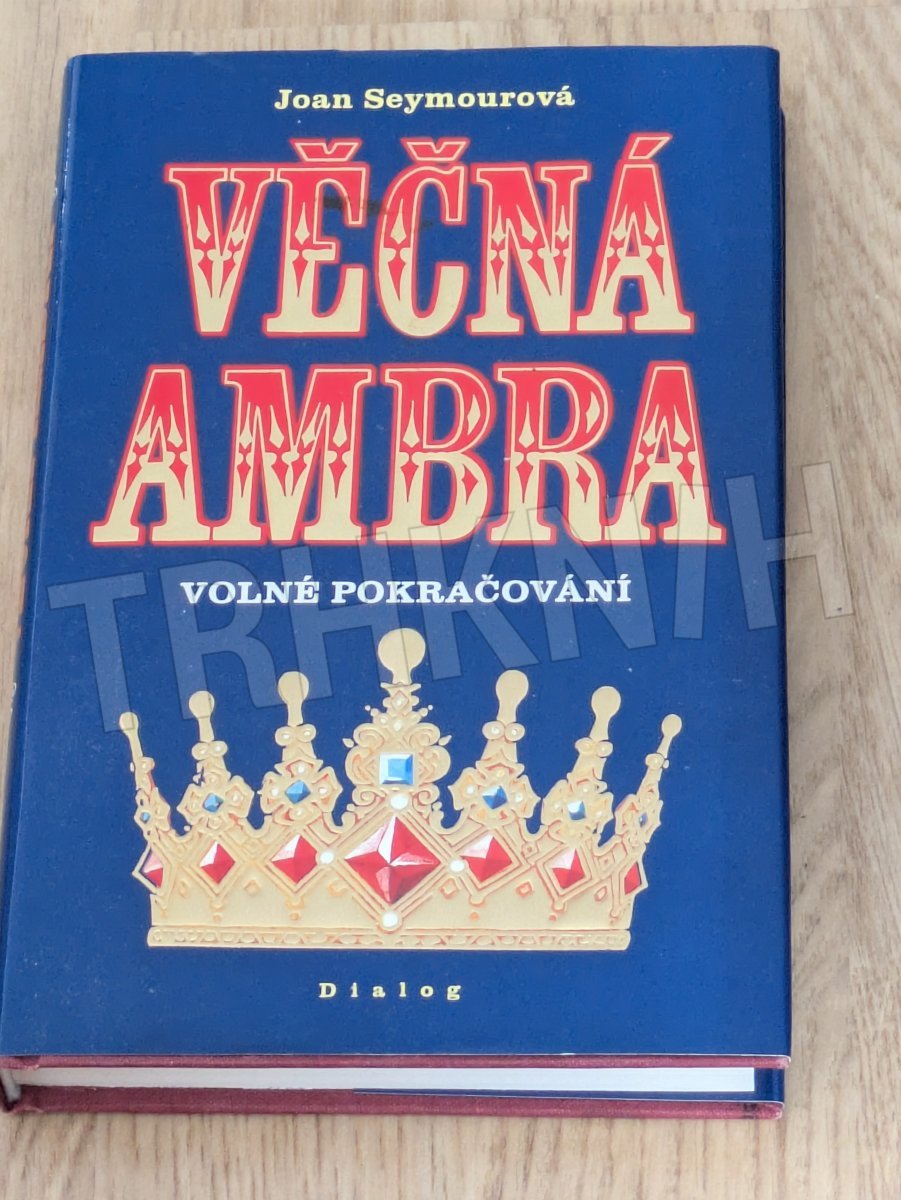 Joan Seymourová
VĚČNÁ
AMBRA
VOLNÉ POKRAČOVÁNÍ
TRHKNIH
Dialog